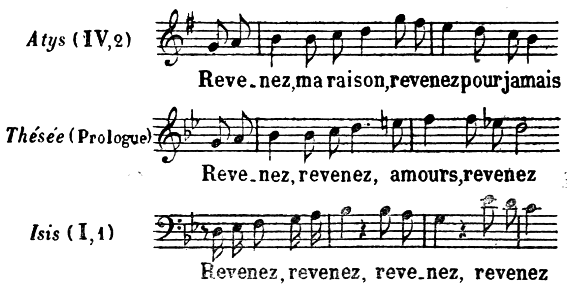 Atys (IV,2)
Reve_nez,ma raison,revenez pour jamais
Thésée (Prologue)
Reve_nez, revenez, amours,revenez
Isis (I,1)
Revenez, revenez, reve_nez, revenez